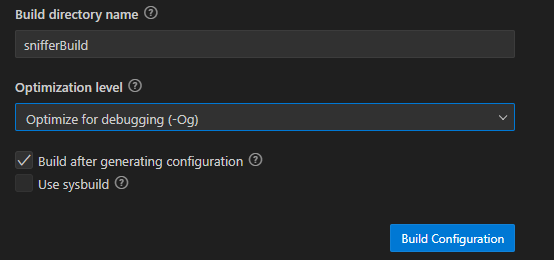 Build directory name
snifferBuild
Optimization level
Optimize for debugging (-Og)
Build after generating configuration
Use sysbuild
Build Configuration